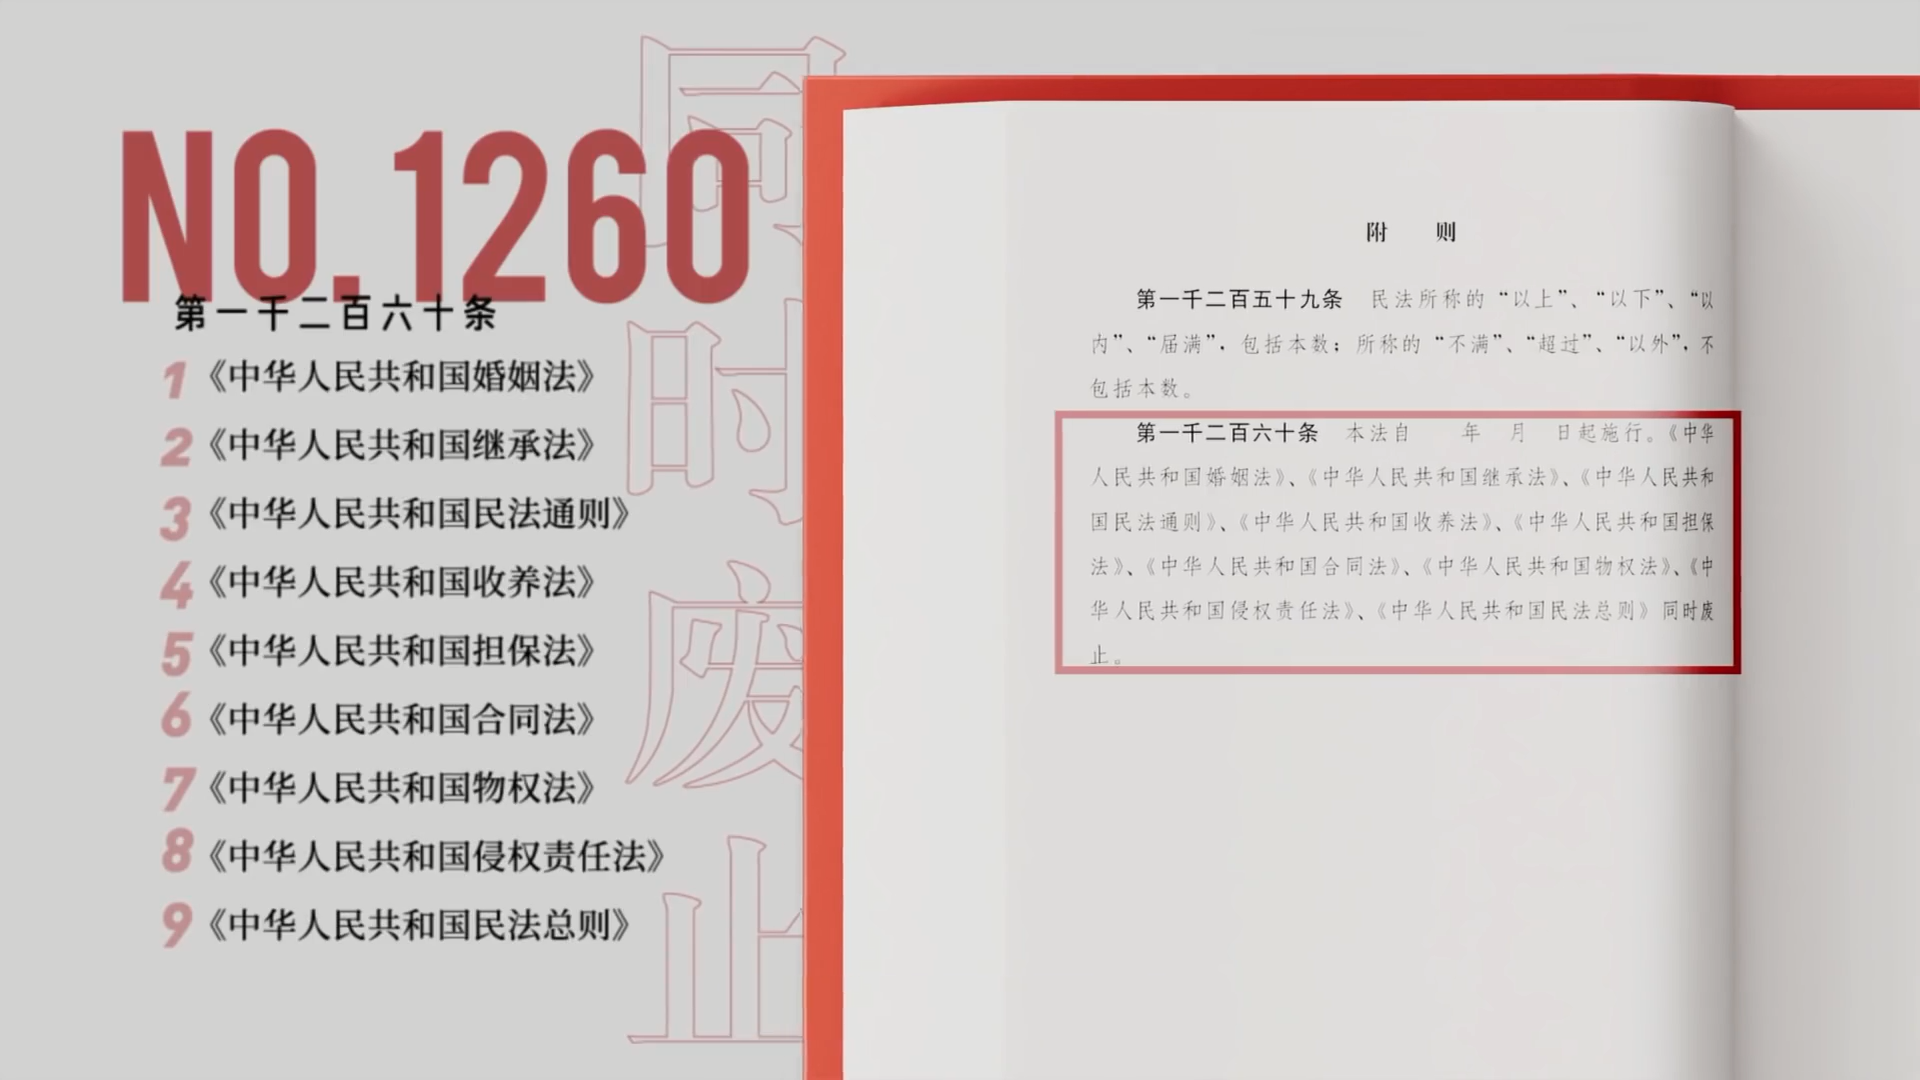 NO.1260
第一千二百六十条
1《中华人民共和国婚姻法》
2《中华人民共和国继承法》
3《中华人民共和国民法通则》
4《中华人民共和国收养法》
5《中华人民共和国担保法》
6《中华人民共和国合同法》
7《中华人民共和国物权法》
8《中华人民共和国侵权责任法》
9《中华人民共和国民法总则》
同时废止
附 则
第一千二百五十九条 民法所称的“以上”、“以下”、“以
内”、“届满”，包括本数；所称的“不满”、“超过”、“以外”，不
包括本数。
第一千二百六十条 本法自 年 月 日起施行。《中华
人民共和国婚姻法》、《中华人民共和国继承法》、《中华人民共和
国民法通则》、《中华人民共和国收养法》、《中华人民共和国担保
法》、《中华人民共和国合同法》、《中华人民共和国物权法》、《中
华人民共和国侵权责任法》、《中华人民共和国民法总则》同时废
止。